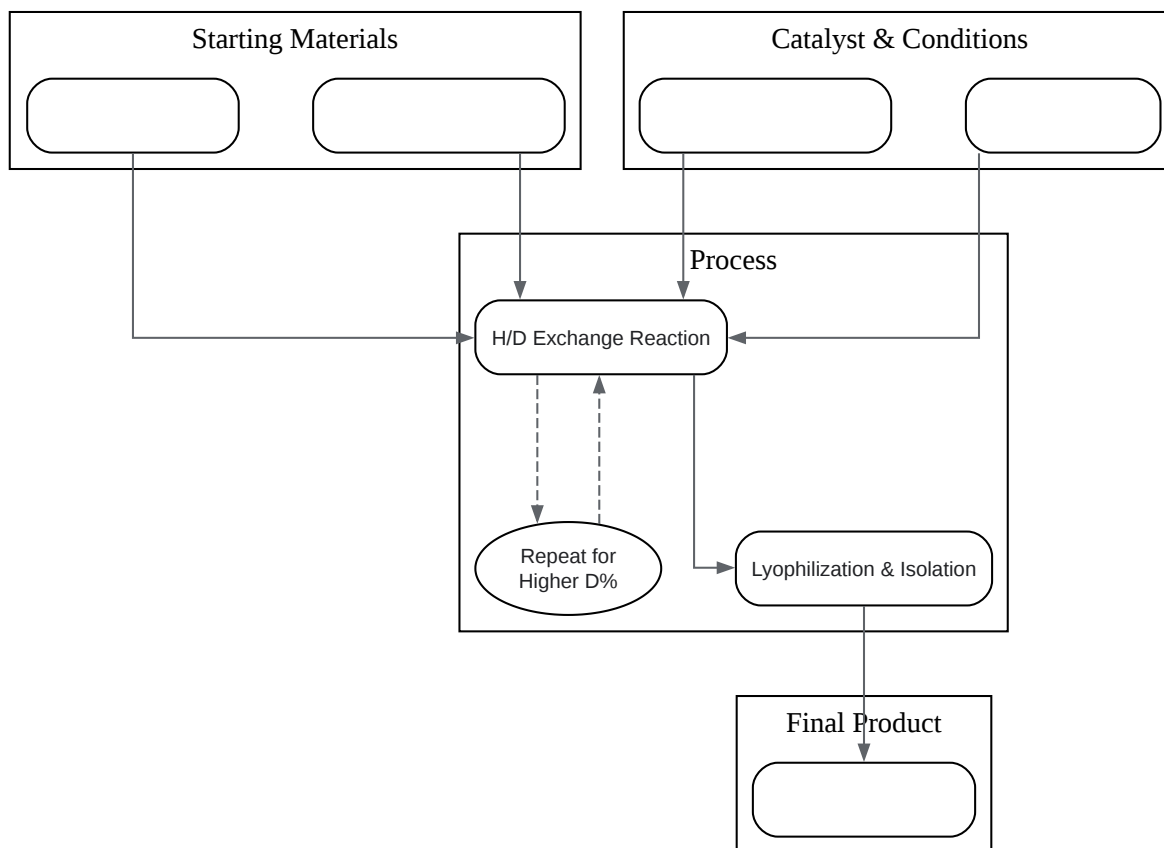 Starting Materials
Catalyst & Conditions
Process
H/D Exchange Reaction
Repeat for
Higher D%
Lyophilization & Isolation
Final Product